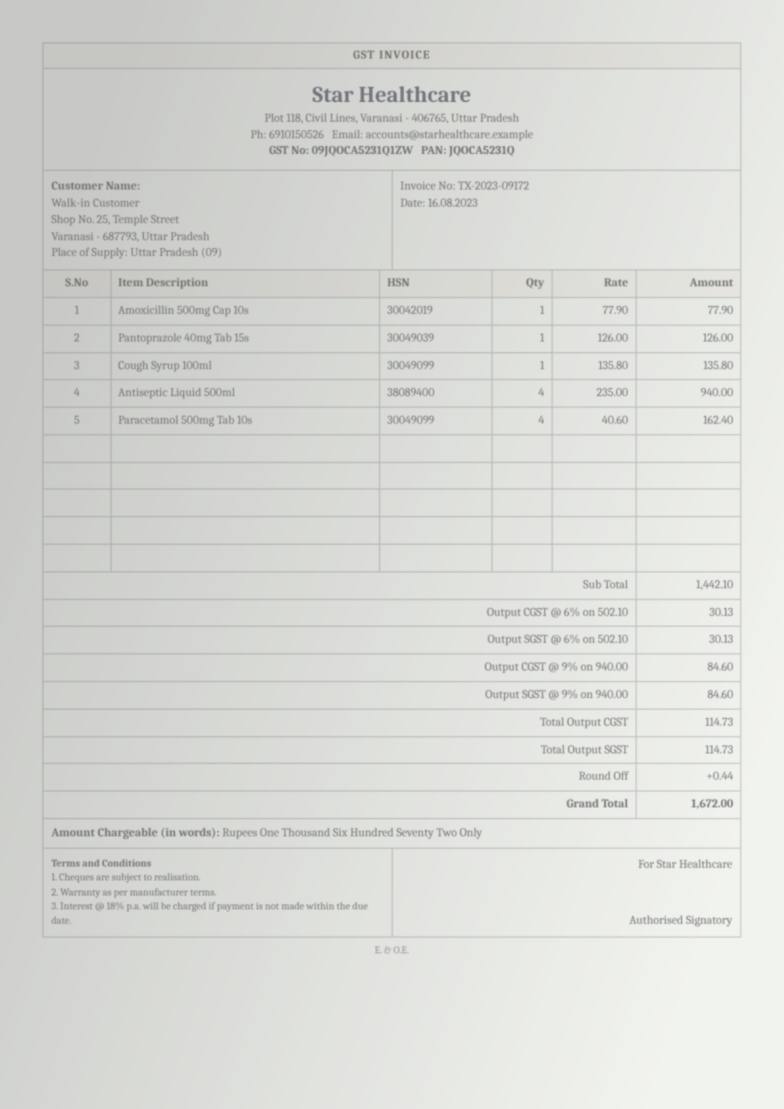 GST INVOICE
Star Healthcare
Plot 118, Civil Lines, Varanasi - 406765, Uttar Pradesh
Ph: 6910150526 Email: accounts@starhealthcare.example
GST No: 09JQOCA5231Q1ZW PAN: JQOCA5231Q
Customer Name:
Walk-in Customer
Shop No. 25, Temple Street
Varanasi - 687793, Uttar Pradesh
Place of Supply: Uttar Pradesh (09)
Invoice No: TX-2023-09172
Date: 16.08.2023
S.No Item Description HSN Qty Rate Amount
1 Amoxicillin 500mg Cap 10s 30042019 1 77.90 77.90
2 Pantoprazole 40mg Tab 15s 30049039 1 126.00 126.00
3 Cough Syrup 100ml 30049099 1 135.80 135.80
4 Antiseptic Liquid 500ml 38089400 4 235.00 940.00
5 Paracetamol 500mg Tab 10s 30049099 4 40.60 162.40
Sub Total 1,442.10
Output CGST @ 6% on 502.10 30.13
Output SGST @ 6% on 502.10 30.13
Output CGST @ 9% on 940.00 84.60
Output SGST @ 9% on 940.00 84.60
Total Output CGST 114.73
Total Output SGST 114.73
Round Off +0.44
Grand Total 1,672.00
Amount Chargeable (in words): Rupees One Thousand Six Hundred Seventy Two Only
Terms and Conditions
1. Cheques are subject to realisation.
2. Warranty as per manufacturer terms.
3. Interest @ 18% p.a. will be charged if payment is not made within the due
date.
For Star Healthcare
Authorised Signatory
E. & O.E.